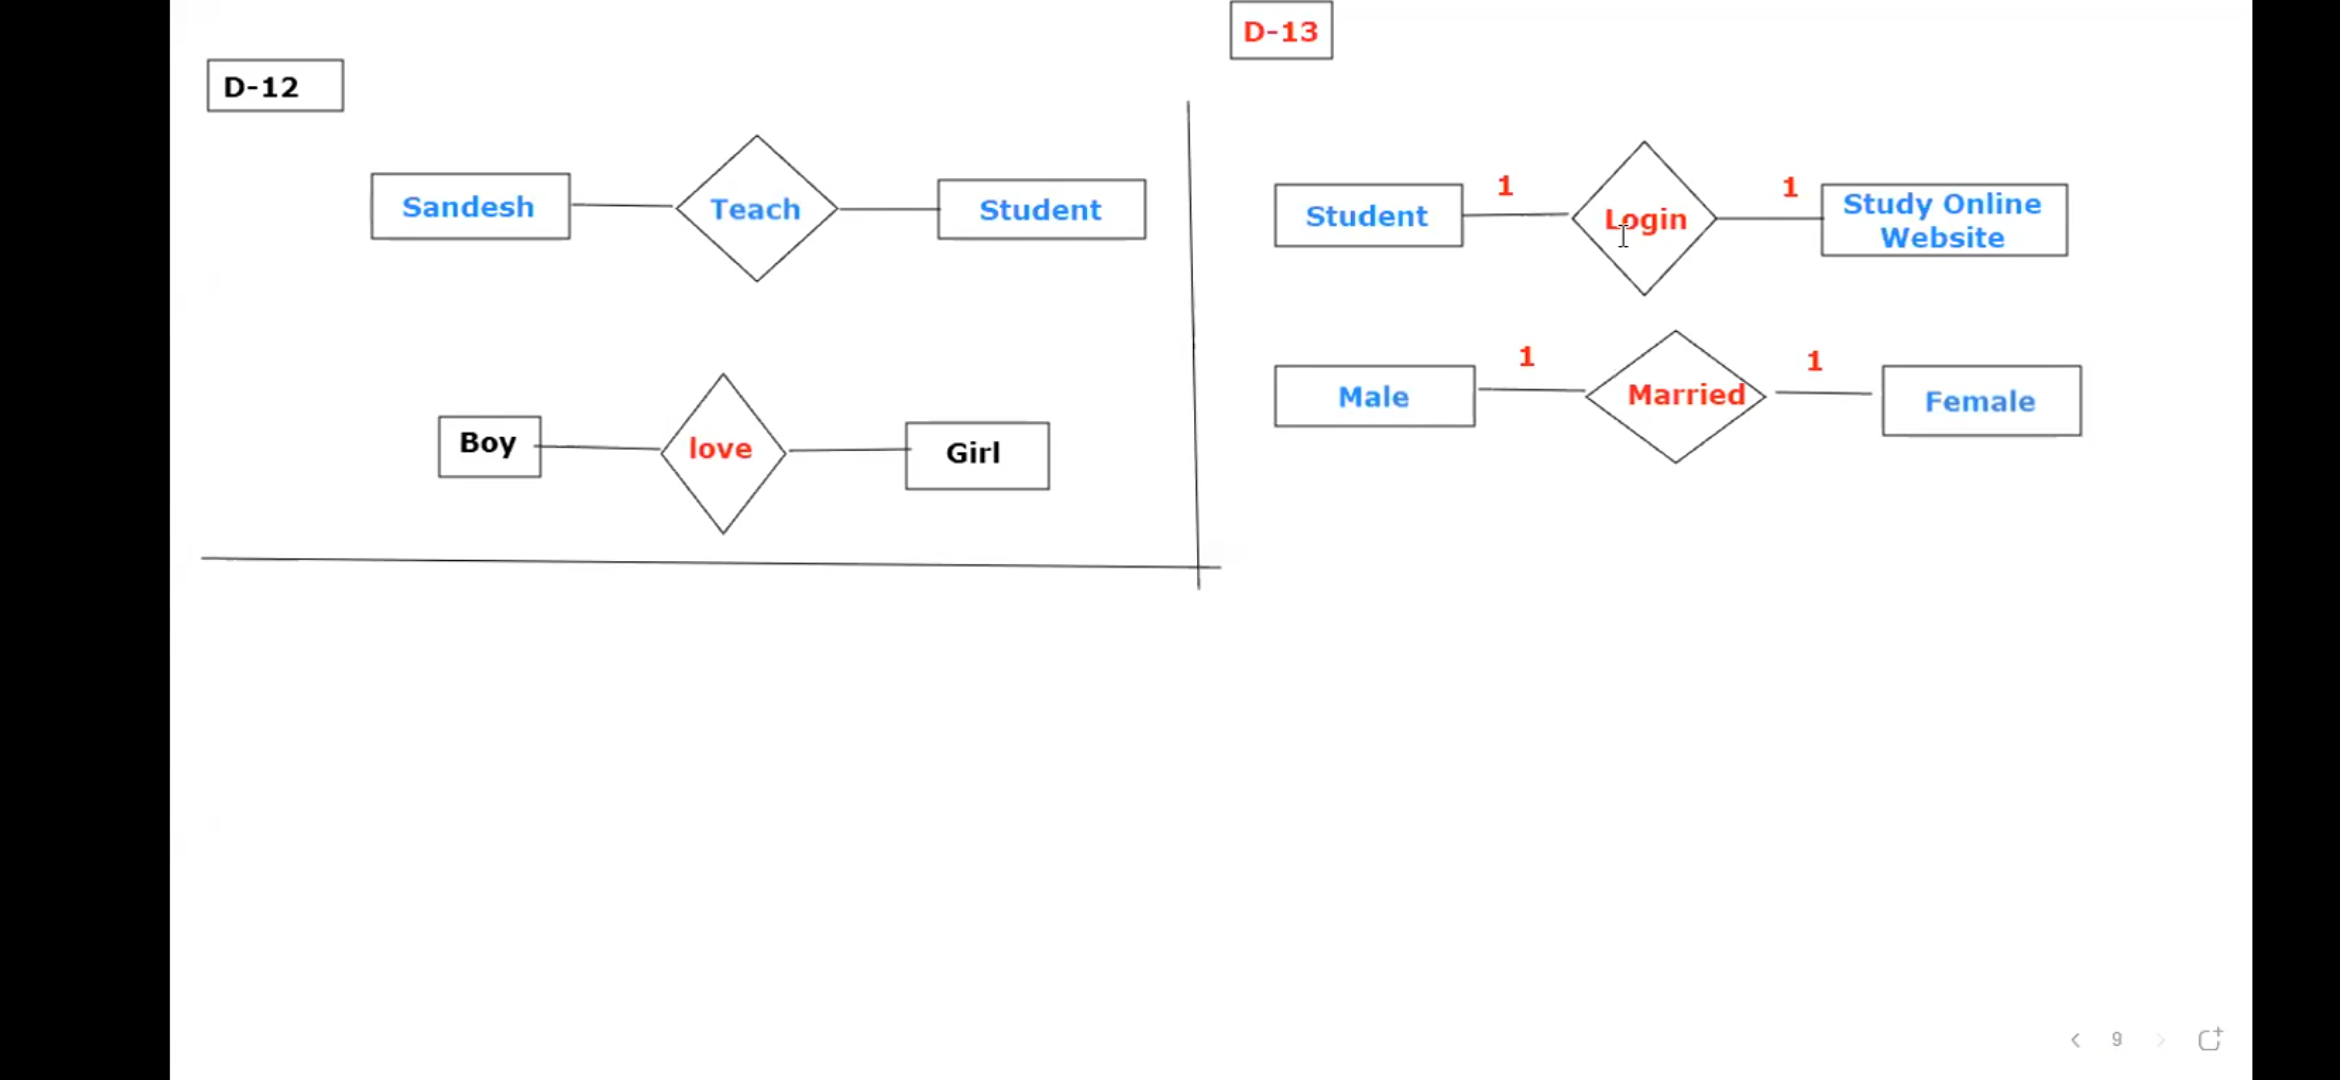 D-12
Sandesh
Teach
Student
Boy
love
Girl
D-13
Student
1
Login
1
Study Online
Website
Male
1
Married
1
Female
9